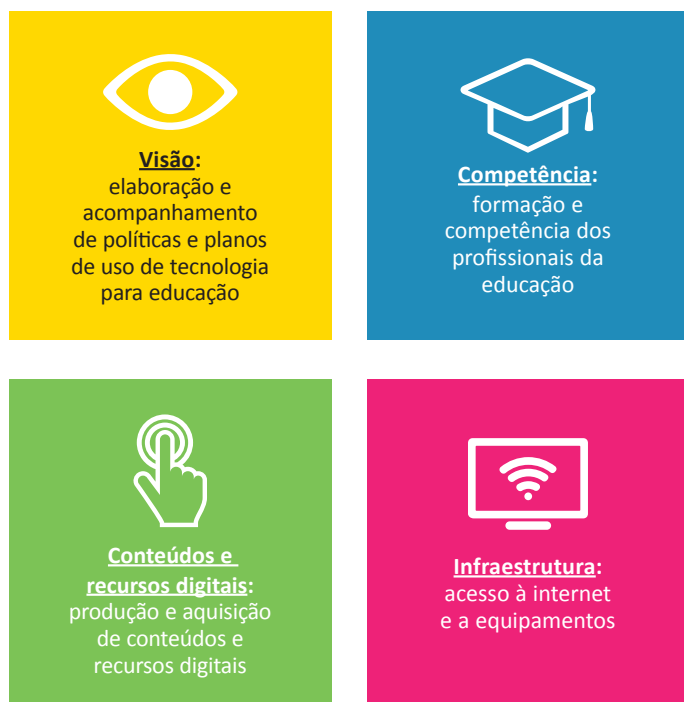 Visão:
elaboração e
acompanhamento
de políticas e planos
de uso de tecnologia
para educação
Competência:
formação e
competência dos
profissionais da
educação
Conteúdos e
recursos digitais:
produção e aquisição
de conteúdos e
recursos digitais
Infraestrutura:
acesso à internet
e a equipamentos